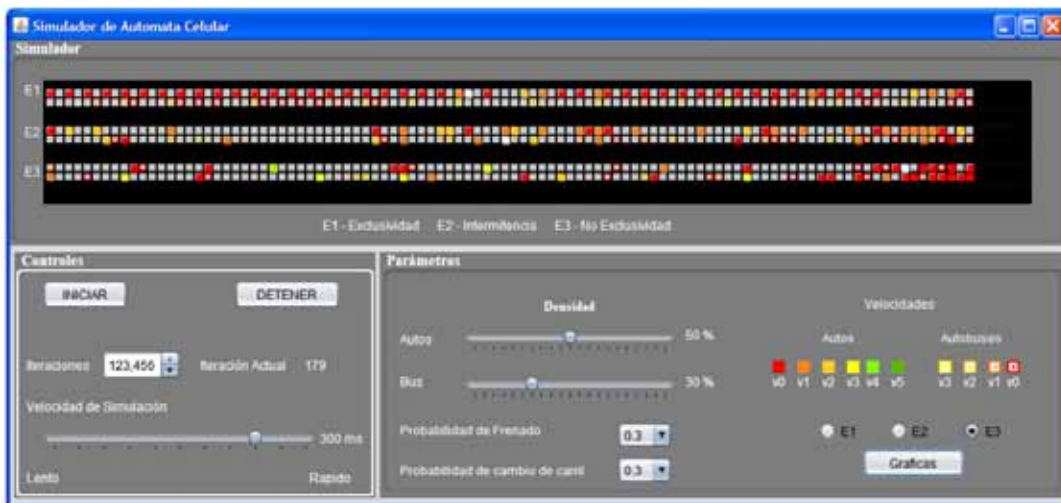 Simulador de Automata Celular
Simulador
E1
E2
E3
E1 - Exclusividad E2 - Intermitencia E3 - No Exclusividad
Controles
INICIAR DETENER
Iteraciones 123,456 Iteración Actual 179
Velocidad de Simulación
300 ms
Lento Rapido
Parámetros
Densidad
Autos 50 %
Bus 30 %
Probabilidad de Frenado 0.3
Probabilidad de cambio de carril 0.3
Velocidades
Autos Autobuses
v0 v1 v2 v3 v4 v5 v3 v2 v1 v0
E1 E2 E3
Graficas